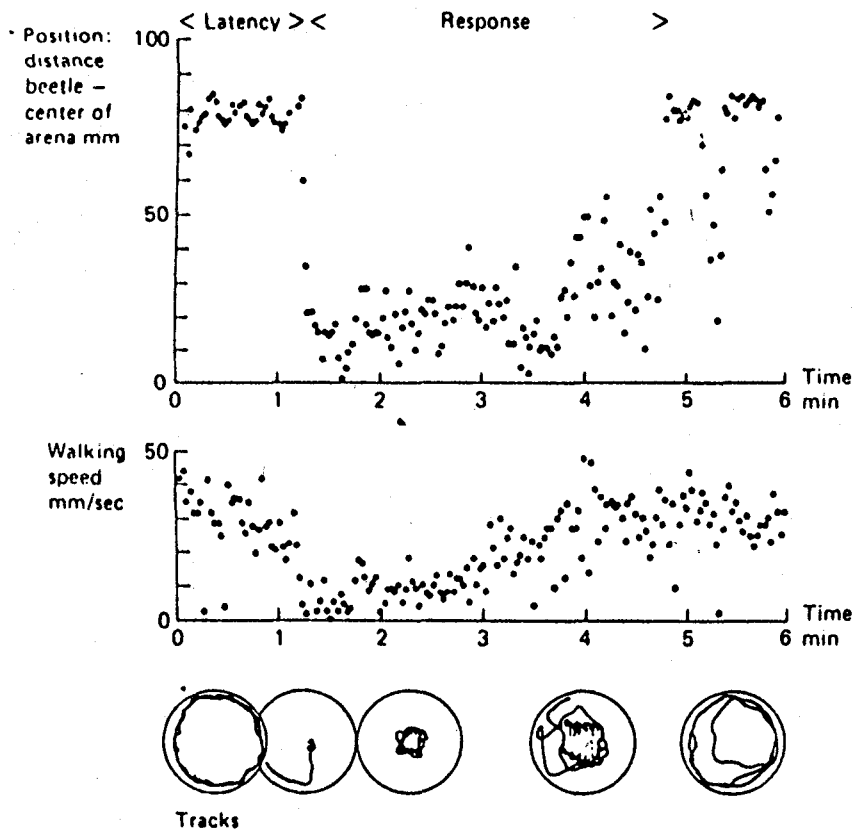 < Latency > < Response >
Position:
distance
beetle –
center of
arena mm
100
50
0
0 1 2 3 4 5 6
Time
min
Walking
speed
mm/sec
50
0
0 1 2 3 4 5 6
Time
min
Tracks